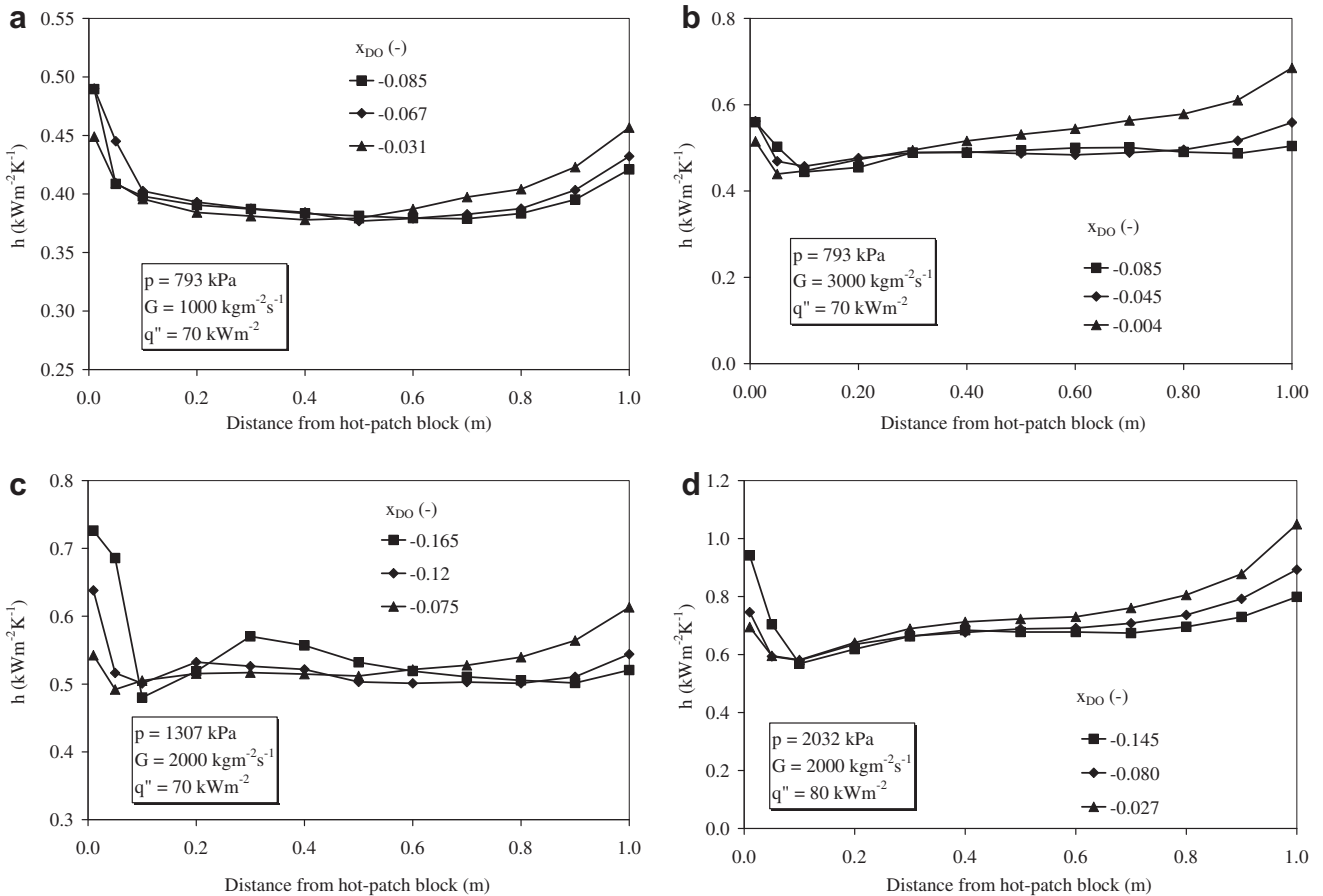 a
x_DO (-)
-0.085
-0.067
-0.031
p = 793 kPa
G = 1000 kgm⁻²s⁻¹
q" = 70 kWm⁻²
h (kWm⁻²K⁻¹)
0.55
0.50
0.45
0.40
0.35
0.30
0.25
0.0 0.2 0.4 0.6 0.8 1.0
Distance from hot-patch block (m)
b
x_DO (-)
-0.085
-0.045
-0.004
p = 793 kPa
G = 3000 kgm⁻²s⁻¹
q" = 70 kWm⁻²
h (kWm⁻²K⁻¹)
0.8
0.6
0.4
0.2
0.0
0.00 0.20 0.40 0.60 0.80 1.00
Distance from hot-patch block (m)
c
x_DO (-)
-0.165
-0.12
-0.075
p = 1307 kPa
G = 2000 kgm⁻²s⁻¹
q" = 70 kWm⁻²
h (kWm⁻²K⁻¹)
0.8
0.7
0.6
0.5
0.4
0.3
0.0 0.2 0.4 0.6 0.8 1.0
Distance from hot-patch block (m)
d
x_DO (-)
-0.145
-0.080
-0.027
p = 2032 kPa
G = 2000 kgm⁻²s⁻¹
q" = 80 kWm⁻²
h (kWm⁻²K⁻¹)
1.2
1.0
0.8
0.6
0.4
0.2
0.0
0.0 0.2 0.4 0.6 0.8 1.0
Distance from hot-patch block (m)